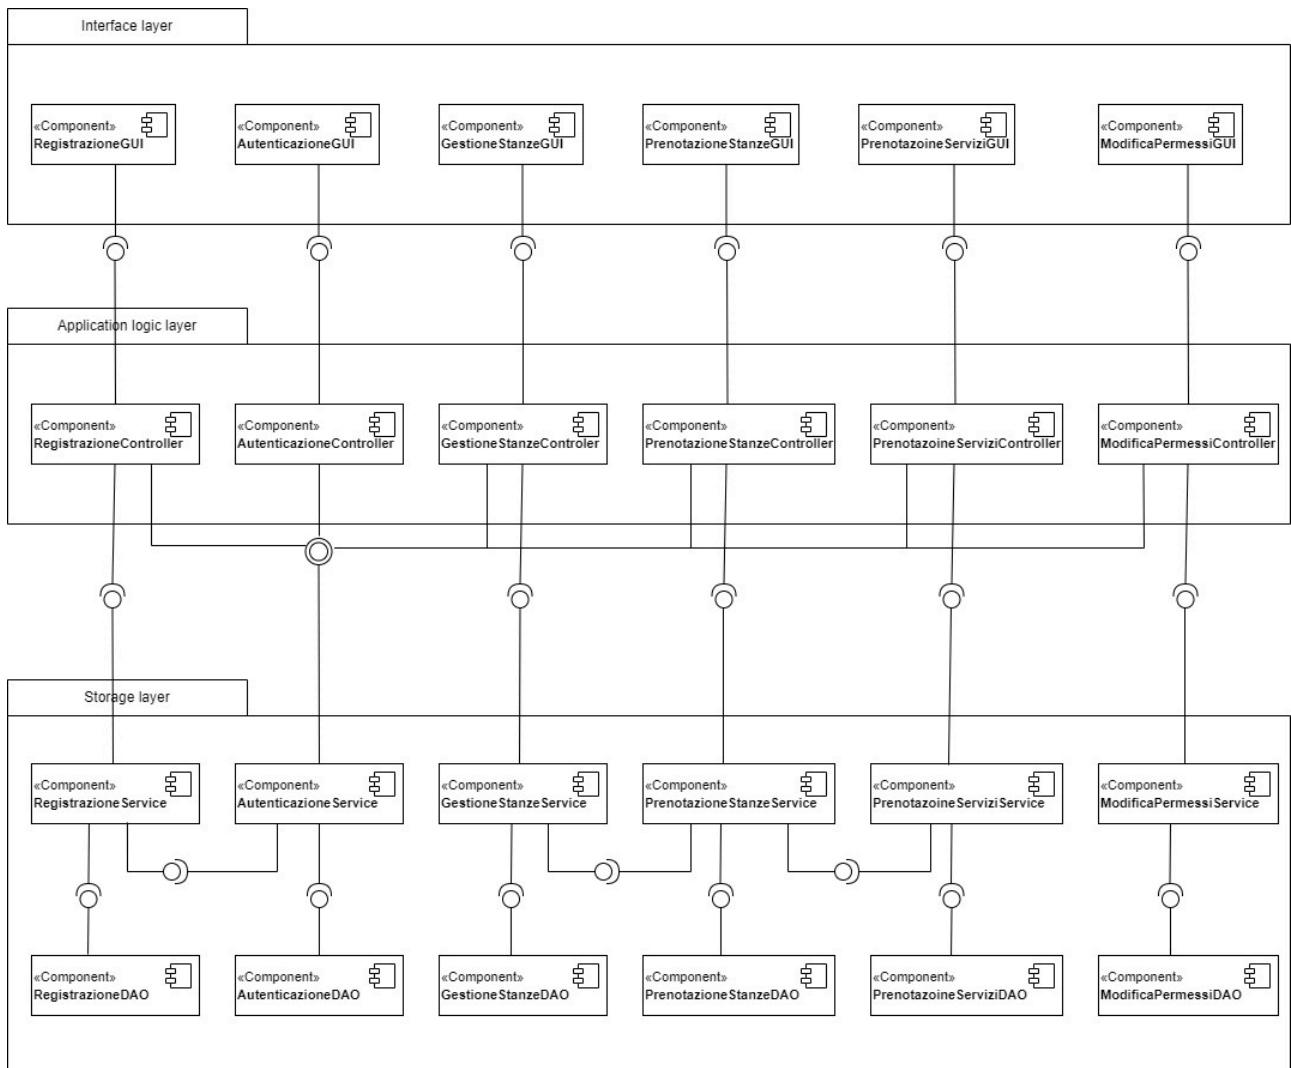 Interface layer
«Component»
RegistrazioneGUI
«Component»
AutenticazioneGUI
«Component»
GestioneStanzeGUI
«Component»
PrenotazioneStanzeGUI
«Component»
PrenotazoineServiziGUI
«Component»
ModificaPermessiGUI
Application logic layer
«Component»
RegistrazioneController
«Component»
AutenticazioneController
«Component»
GestioneStanzeControler
«Component»
PrenotazioneStanzeController
«Component»
PrenotazoineServiziController
«Component»
ModificaPermessiController
Storage layer
«Component»
RegistrazioneService
«Component»
AutenticazioneService
«Component»
GestioneStanzeService
«Component»
PrenotazioneStanzeService
«Component»
PrenotazoineServiziService
«Component»
ModificaPermessiService
«Component»
RegistrazioneDAO
«Component»
AutenticazioneDAO
«Component»
GestioneStanzeDAO
«Component»
PrenotazioneStanzeDAO
«Component»
PrenotazoineServiziDAO
«Component»
ModificaPermessiDAO